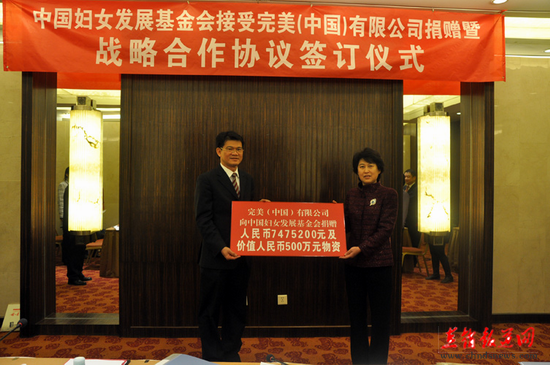 中国妇女发展基金会接受完美(中国)有限公司捐赠暨
战略合作协议签订仪式
完美（中国）有限公司
向中国妇女发展基金会捐赠
人民币7475200元及
价值人民币500万元物资